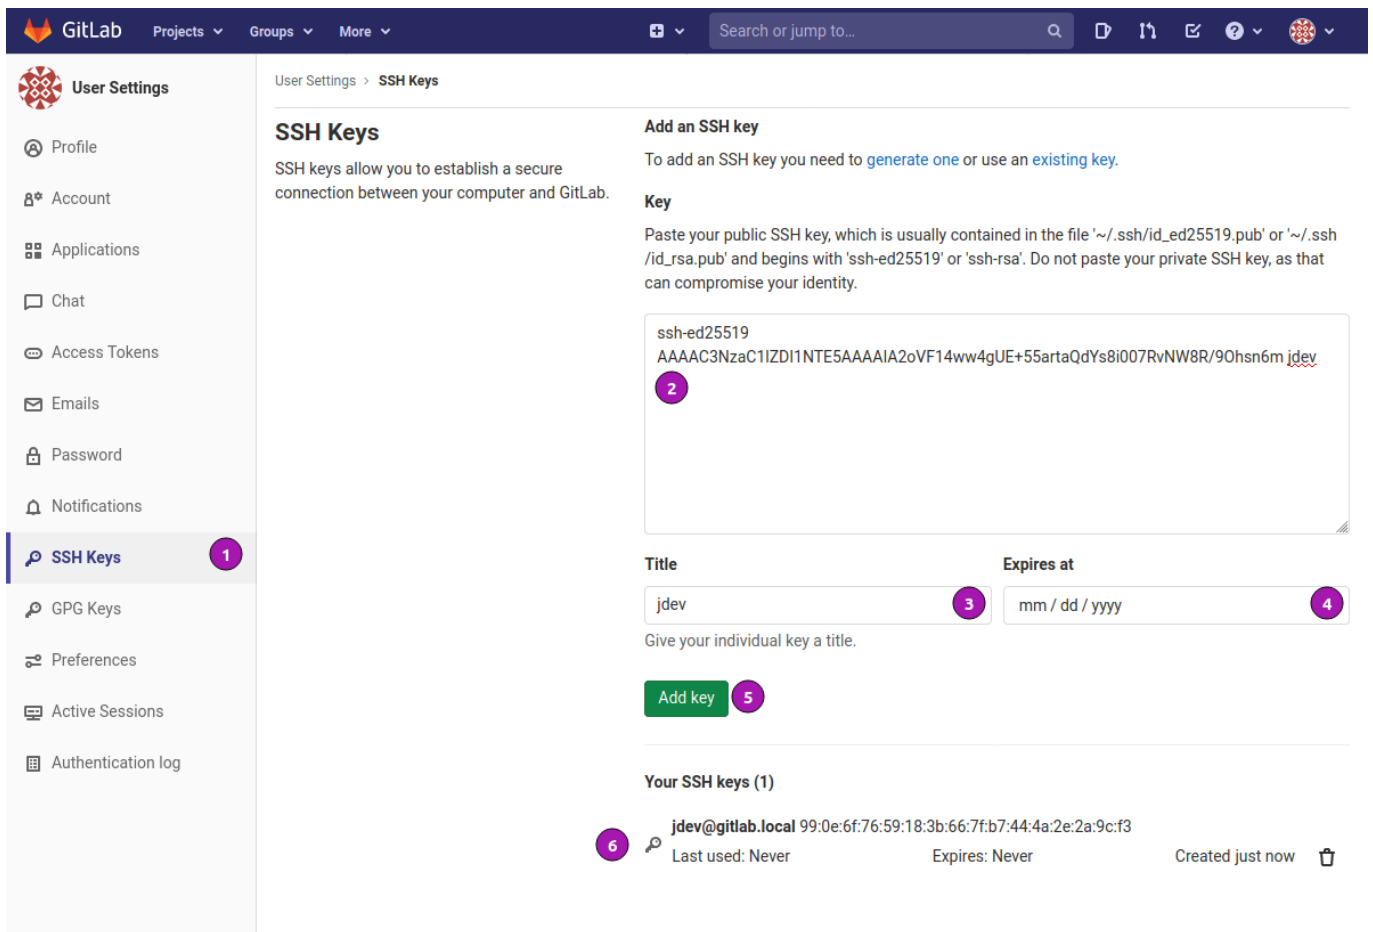 GitLab Projects Groups More Search or jump to...
User Settings
Profile
Account
Applications
Chat
Access Tokens
Emails
Password
Notifications
SSH Keys 1
GPG Keys
Preferences
Active Sessions
Authentication log
User Settings > SSH Keys
SSH Keys
SSH keys allow you to establish a secure
connection between your computer and GitLab.
Add an SSH key
To add an SSH key you need to generate one or use an existing key.
Key
Paste your public SSH key, which is usually contained in the file '~/.ssh/id_ed25519.pub' or '~/.ssh
/id_rsa.pub' and begins with 'ssh-ed25519' or 'ssh-rsa'. Do not paste your private SSH key, as that
can compromise your identity.
ssh-ed25519
AAAAC3NzaC1lZDI1NTE5AAAAIA2oVF14ww4gUE+55artaQdYs8i007RvNW8R/9Ohsn6m jdev
2
Title
jdev 3
Give your individual key a title.
Expires at
mm / dd / yyyy 4
Add key 5
Your SSH keys (1)
6
jdev@gitlab.local 99:0e:6f:76:59:18:3b:66:7f:b7:44:4a:2e:2a:9c:f3
Last used: Never Expires: Never Created just now